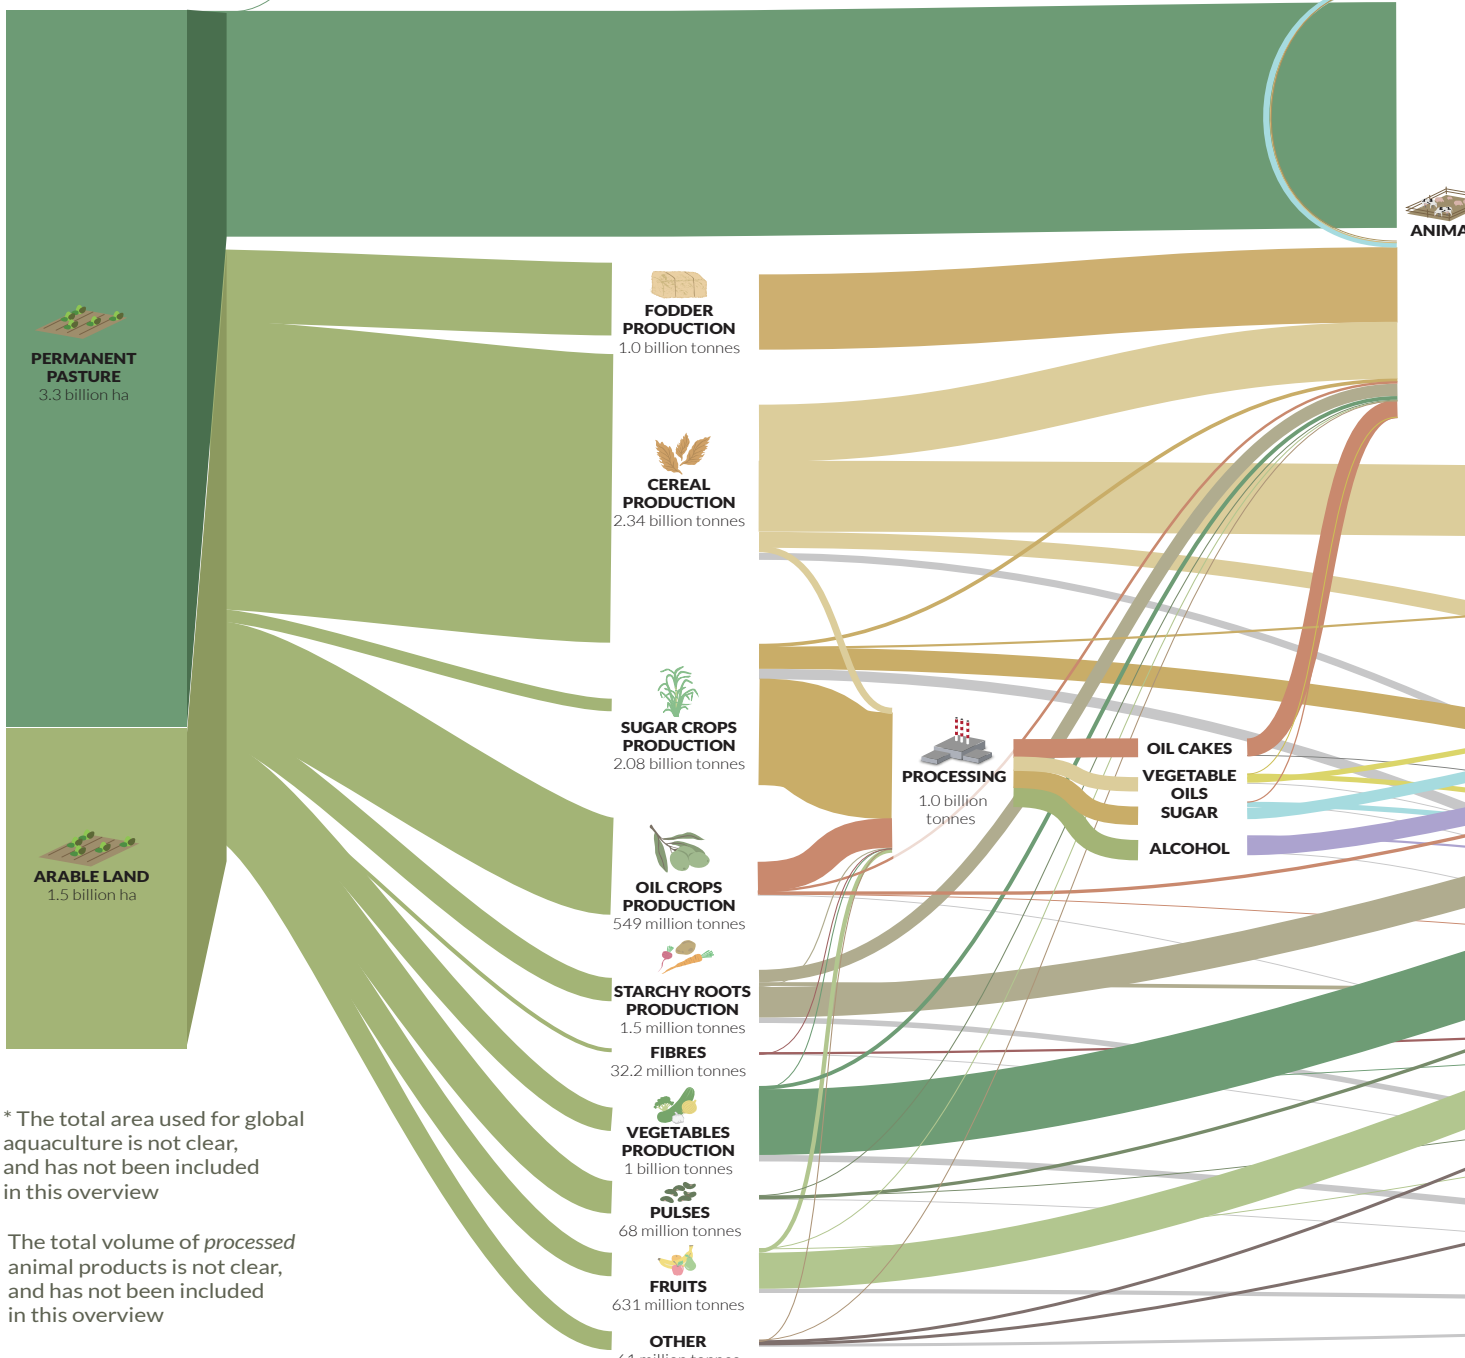 PERMANENT
PASTURE
3.3 billion ha
ARABLE LAND
1.5 billion ha
* The total area used for global
aquaculture is not clear,
and has not been included
in this overview
The total volume of processed
animal products is not clear,
and has not been included
in this overview
FODDER
PRODUCTION
1.0 billion tonnes
CEREAL
PRODUCTION
2.34 billion tonnes
SUGAR CROPS
PRODUCTION
2.08 billion tonnes
OIL CROPS
PRODUCTION
549 million tonnes
STARCHY ROOTS
PRODUCTION
1.5 million tonnes
FIBRES
32.2 million tonnes
VEGETABLES
PRODUCTION
1 billion tonnes
PULSES
68 million tonnes
FRUITS
631 million tonnes
OTHER
PROCESSING
1.0 billion
tonnes
OIL CAKES
VEGETABLE
OILS
SUGAR
ALCOHOL
ANIMA